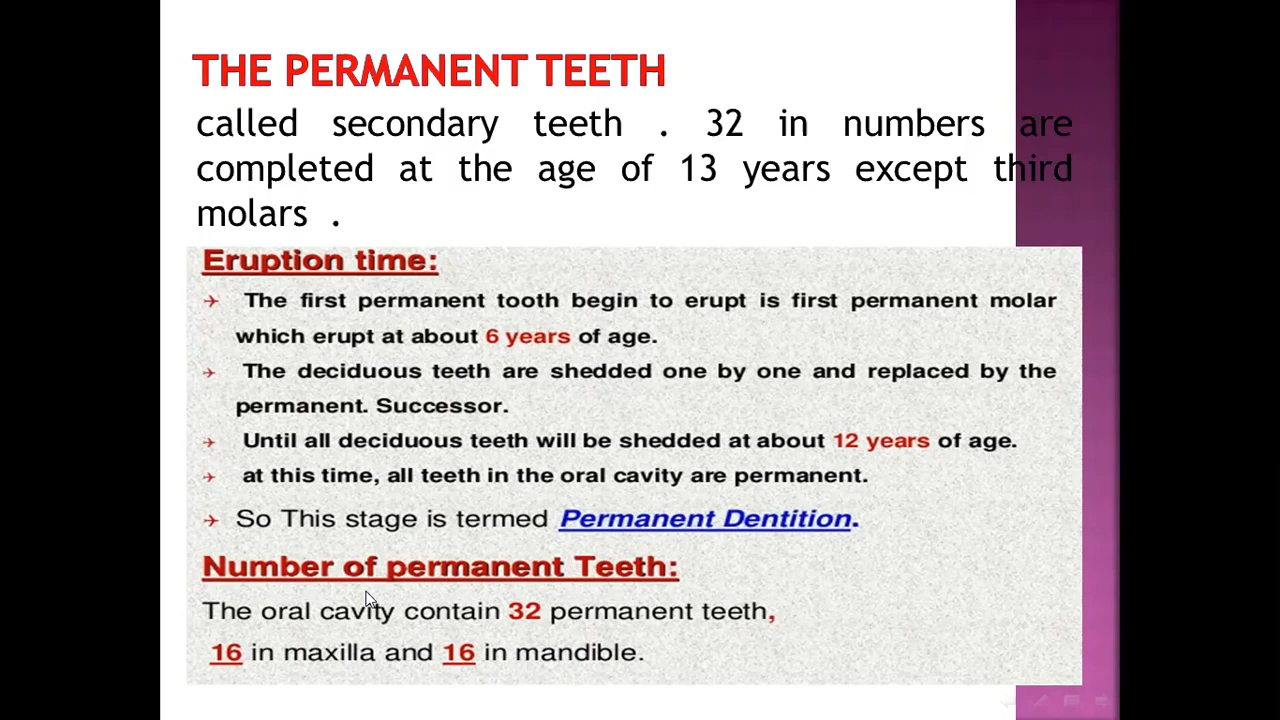 THE PERMANENT TEETH
called secondary teeth . 32 in numbers are
completed at the age of 13 years except third
molars .
Eruption time:
The first permanent tooth begin to erupt is first permanent molar
which erupt at about 6 years of age.
The deciduous teeth are shedded one by one and replaced by the
permanent. Successor.
Until all deciduous teeth will be shedded at about 12 years of age.
at this time, all teeth in the oral cavity are permanent.
So This stage is termed Permanent Dentition.
Number of permanent Teeth:
The oral cavity contain 32 permanent teeth,
16 in maxilla and 16 in mandible.